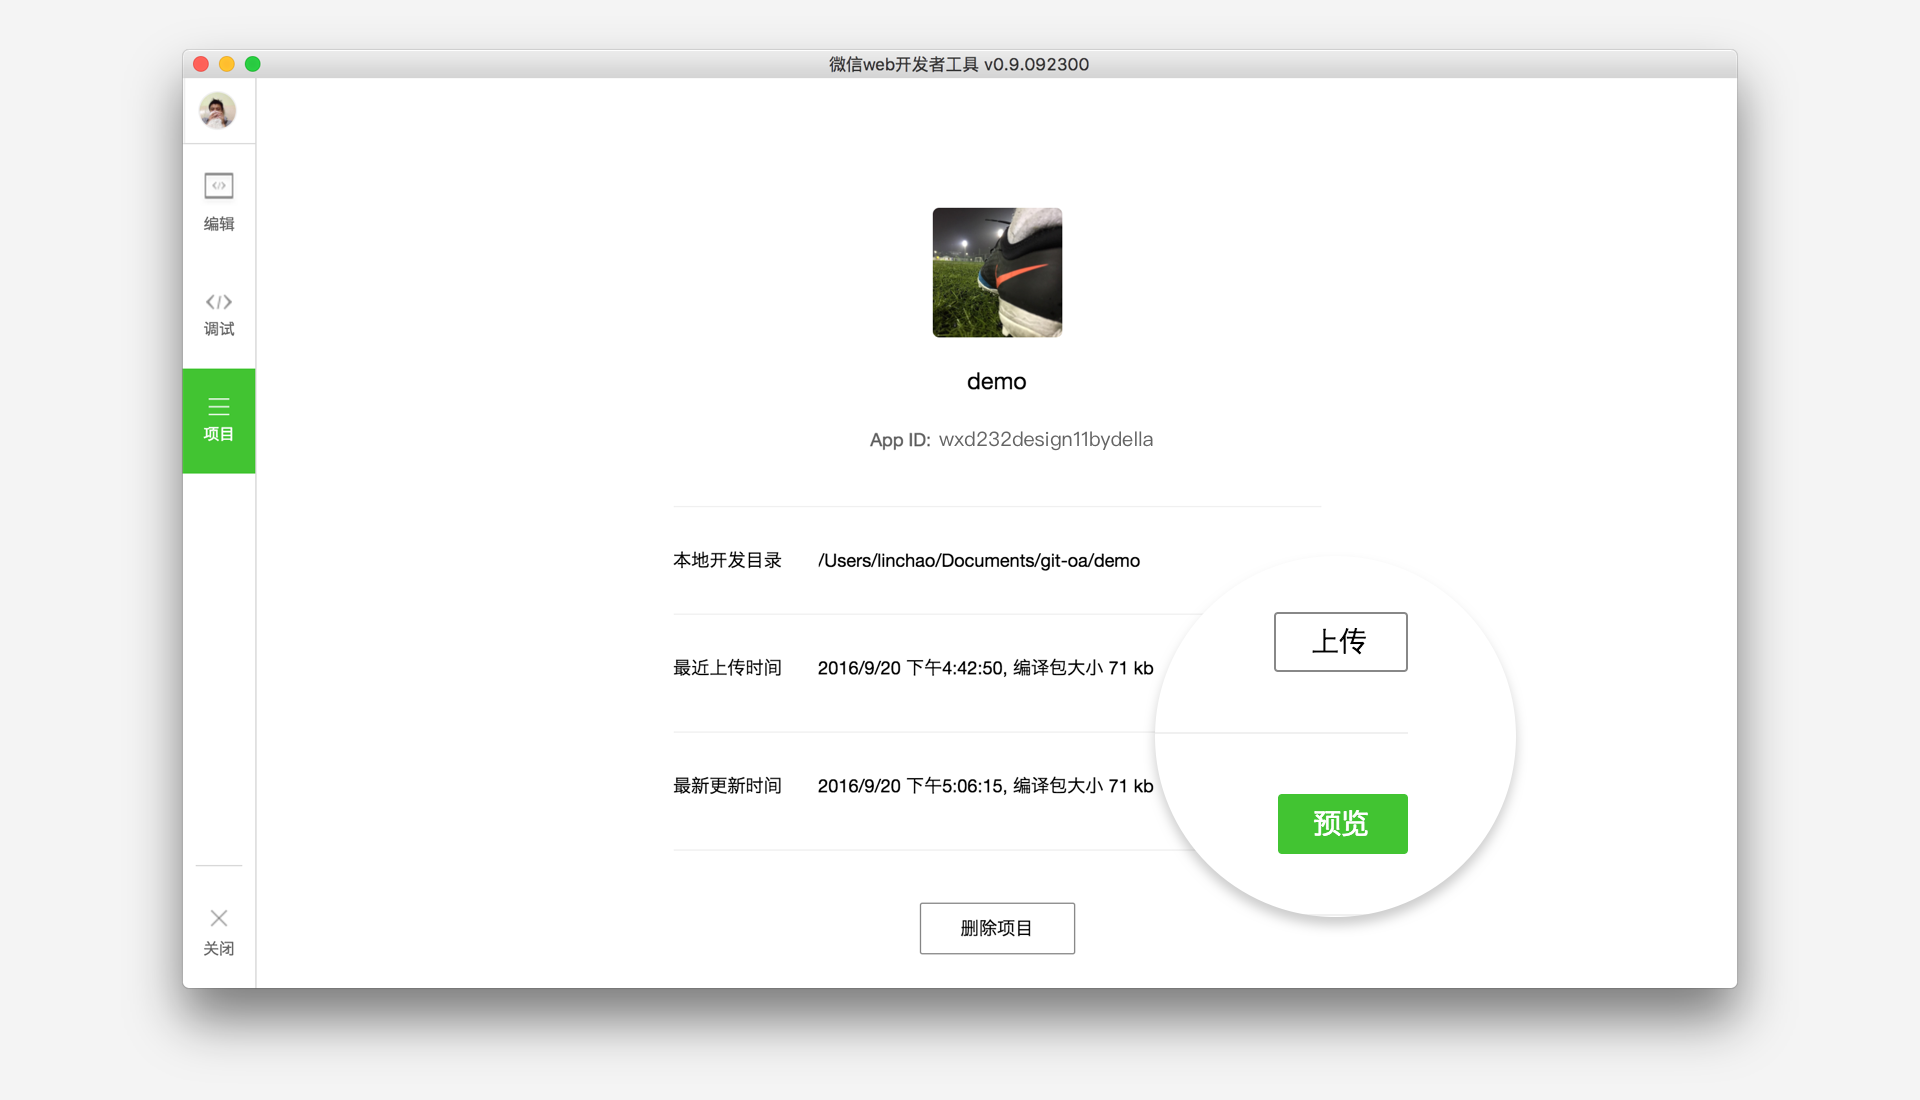 微信web开发者工具 v0.9.092300
编辑
调试
项目
关闭
demo
App ID: wxd232design11bydella
本地开发目录 /Users/linchao/Documents/git-oa/demo
最近上传时间 2016/9/20 下午4:42:50, 编译包大小 71 kb
上传
最新更新时间 2016/9/20 下午5:06:15, 编译包大小 71 kb
预览
删除项目